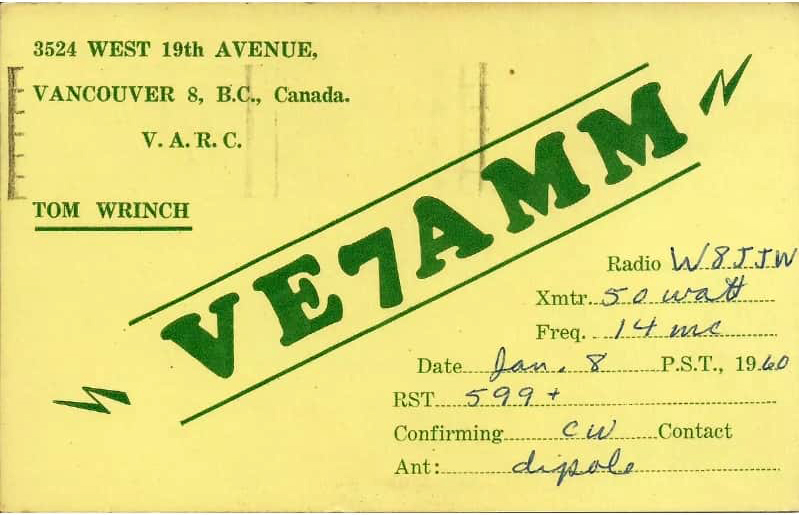 3524 WEST 19th AVENUE,
VANCOUVER 8, B.C., Canada.
V. A. R. C.
TOM WRINCH
VE7AMM
Radio W8JJW
Xmtr. 50 watt
Freq. 14 mc
Date Jan. 8 P.S.T., 1960
RST 599+
Confirming CW Contact
Ant: dipole